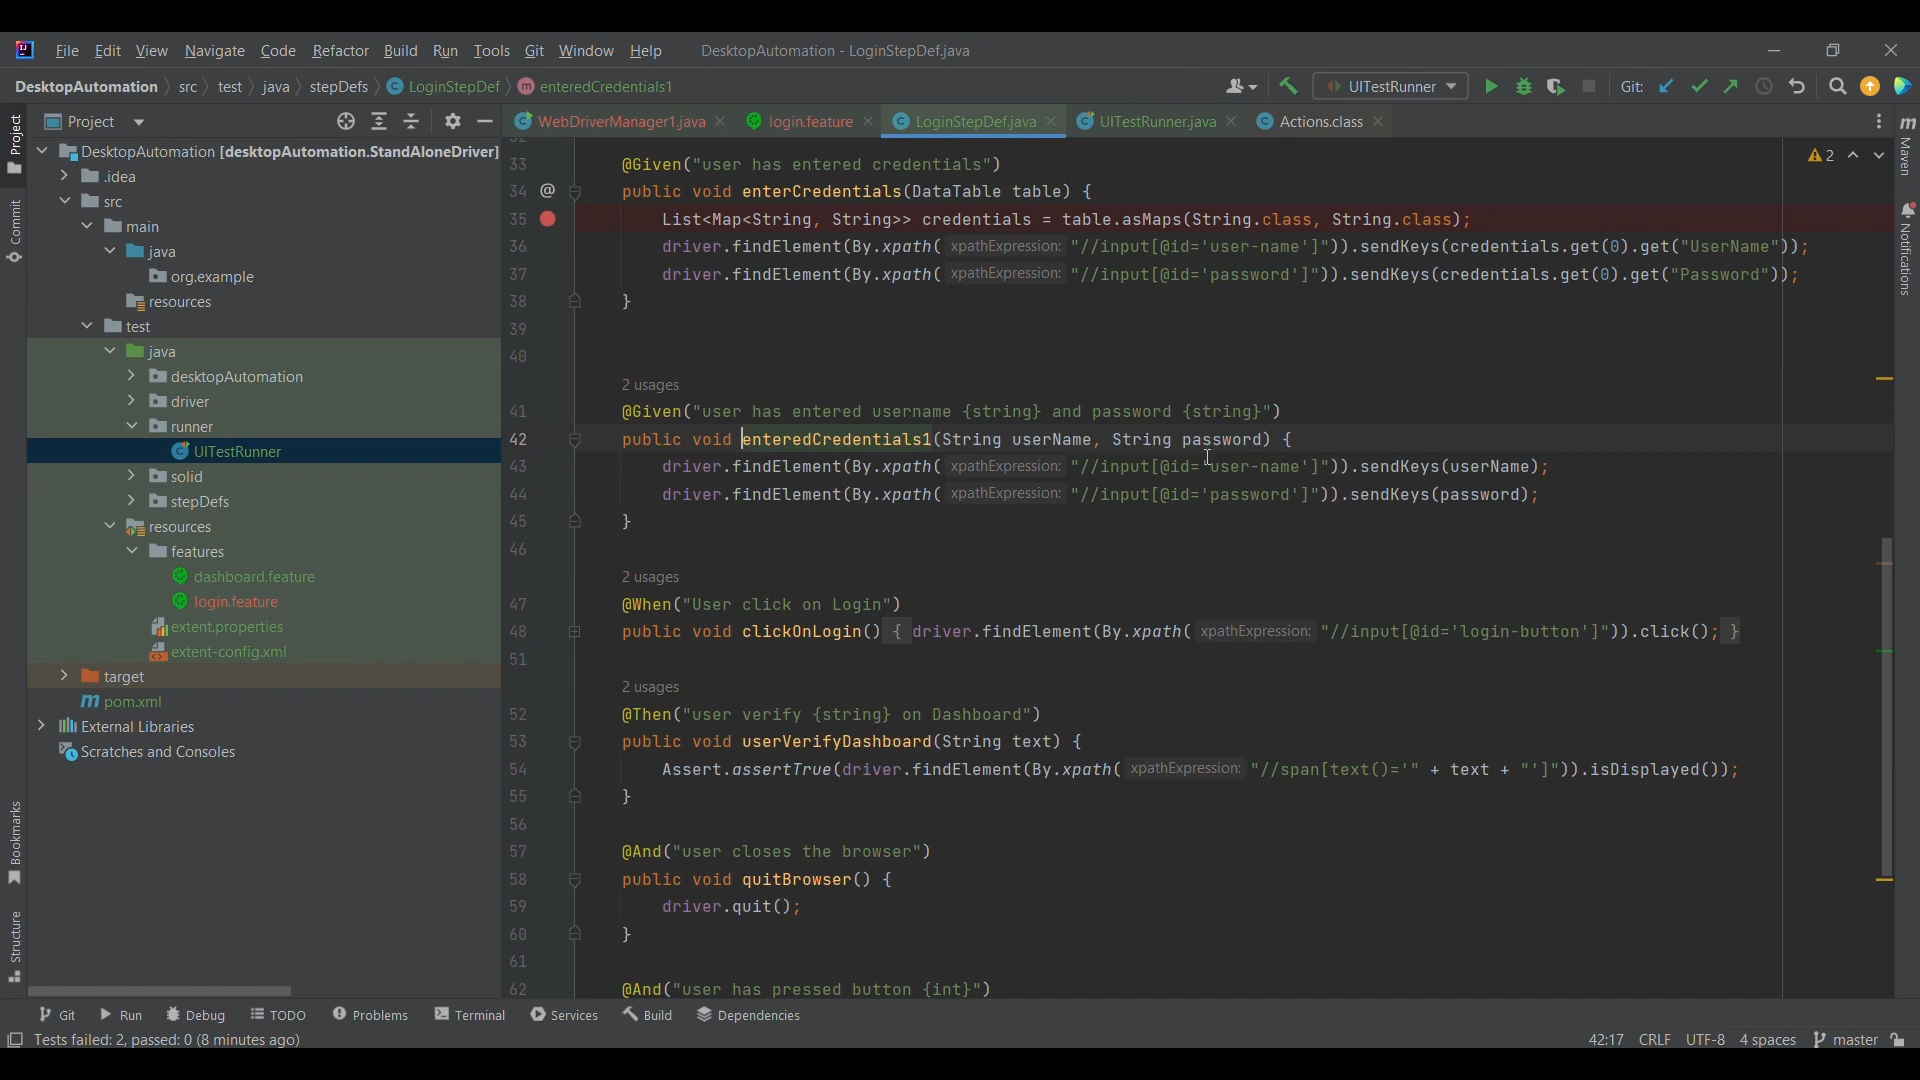 File Edit View Navigate Code Refactor Build Run Tools Git Window Help DesktopAutomation - LoginStepDef.java
DesktopAutomation src test java stepDefs LoginStepDef enteredCredentials1 UITestRunner Git:
Project WebDriverManager1.java login.feature LoginStepDef.java UITestRunner.java Actions.class
Project
Commit
Bookmarks
Structure
Maven
Notifications
DesktopAutomation [desktopAutomation.StandAloneDriver]
.idea
src
main
java
org.example
resources
test
java
desktopAutomation
driver
runner
UITestRunner
solid
stepDefs
resources
features
dashboard.feature
login.feature
extent.properties
extent-config.xml
target
pom.xml
External Libraries
Scratches and Consoles
2
32
33 @Given("user has entered credentials")
34 @ public void enterCredentials(DataTable table) {
35 List<Map<String, String>> credentials = table.asMaps(String.class, String.class);
36 driver.findElement(By.xpath( xpathExpression: "//input[@id='user-name']")).sendKeys(credentials.get(0).get("UserName"));
37 driver.findElement(By.xpath( xpathExpression: "//input[@id='password']")).sendKeys(credentials.get(0).get("Password"));
38 }
39
40
2 usages
41 @Given("user has entered username {string} and password {string}")
42 public void enteredCredentials1(String userName, String password) {
43 driver.findElement(By.xpath( xpathExpression: "//input[@id='user-name']")).sendKeys(userName);
44 driver.findElement(By.xpath( xpathExpression: "//input[@id='password']")).sendKeys(password);
45 }
46
2 usages
47 @When("User click on Login")
48 public void clickOnLogin() { driver.findElement(By.xpath( xpathExpression: "//input[@id='login-button']")).click(); }
51
2 usages
52 @Then("user verify {string} on Dashboard")
53 public void userVerifyDashboard(String text) {
54 Assert.assertTrue(driver.findElement(By.xpath( xpathExpression: "//span[text()='" + text + "']")).isDisplayed());
55 }
56
57 @And("user closes the browser")
58 public void quitBrowser() {
59 driver.quit();
60 }
61
62 @And("user has pressed button {int}")
Git Run Debug TODO Problems Terminal Services Build Dependencies
Tests failed: 2, passed: 0 (8 minutes ago) 42:17 CRLF UTF-8 4 spaces master